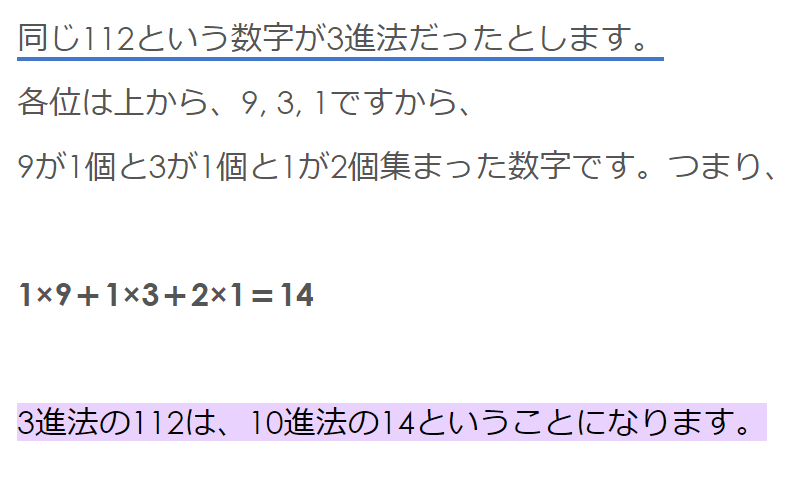 同じ112という数字が3進法だったとします。
各位は上から、9, 3, 1ですから、
9が1個と3が1個と1が2個集まった数字です。つまり、
1×9＋1×3＋2×1＝14
3進法の112は、10進法の14ということになります。